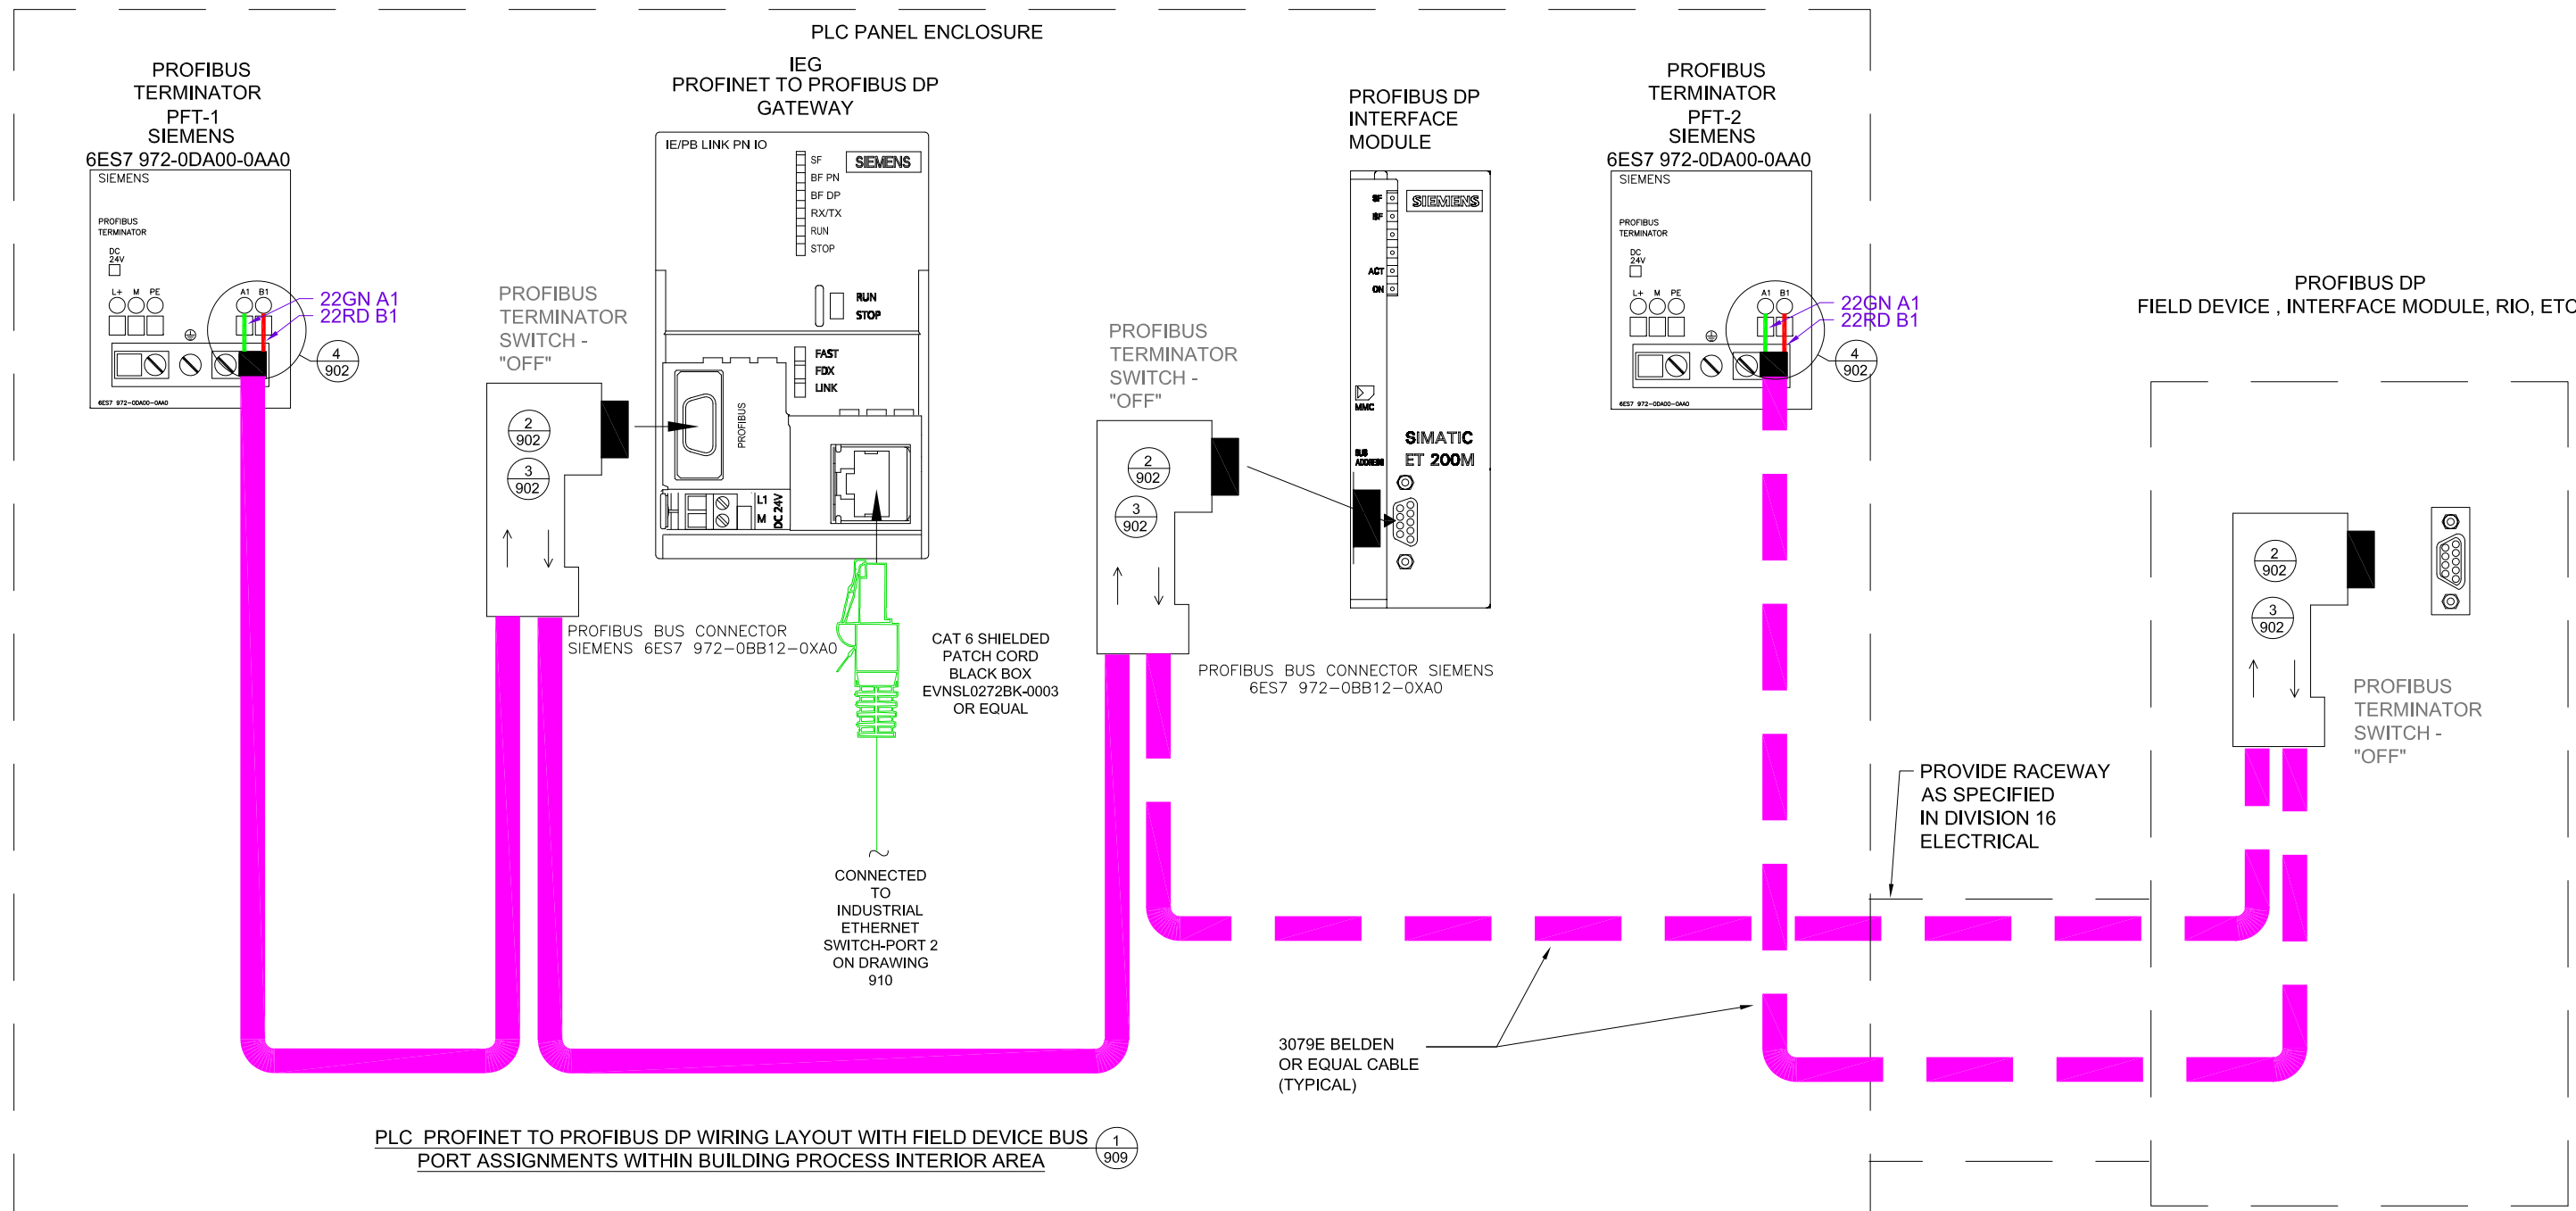 PLC PANEL ENCLOSURE
PROFIBUS
TERMINATOR
PFT-1
SIEMENS
6ES7 972-0DA00-0AA0
SIEMENS
PROFIBUS
TERMINATOR
DC
24V
L+ M PE
A1 B1
6ES7 972-0DA00-0AA0
22GN A1
22RD B1
4
902
IEG
PROFINET TO PROFIBUS DP
GATEWAY
IE/PB LINK PN IO
SIEMENS
SF
BF PN
BF DP
RX/TX
RUN
STOP
RUN
STOP
FAST
FDX
LINK
PROFIBUS
L1
M
DC 24V
PROFIBUS
TERMINATOR
SWITCH -
"OFF"
2
902
3
902
PROFIBUS BUS CONNECTOR
SIEMENS 6ES7 972-0BB12-0XA0
CAT 6 SHIELDED
PATCH CORD
BLACK BOX
EVNSL0272BK-0003
OR EQUAL
CONNECTED
TO
INDUSTRIAL
ETHERNET
SWITCH-PORT 2
ON DRAWING
910
PROFIBUS
TERMINATOR
SWITCH -
"OFF"
2
902
3
902
PROFIBUS BUS CONNECTOR SIEMENS
6ES7 972-0BB12-0XA0
PROFIBUS DP
INTERFACE
MODULE
SF
BF
ACT
ON
SIEMENS
MMC
BUS
ADDRESS
SIMATIC
ET 200M
PROFIBUS
TERMINATOR
PFT-2
SIEMENS
6ES7 972-0DA00-0AA0
SIEMENS
PROFIBUS
TERMINATOR
DC
24V
L+ M PE
A1 B1
6ES7 972-0DA00-0AA0
22GN A1
22RD B1
4
902
PROFIBUS DP
FIELD DEVICE , INTERFACE MODULE, RIO, ETC
2
902
3
902
PROFIBUS
TERMINATOR
SWITCH -
"OFF"
PROVIDE RACEWAY
AS SPECIFIED
IN DIVISION 16
ELECTRICAL
3079E BELDEN
OR EQUAL CABLE
(TYPICAL)
PLC PROFINET TO PROFIBUS DP WIRING LAYOUT WITH FIELD DEVICE BUS
PORT ASSIGNMENTS WITHIN BUILDING PROCESS INTERIOR AREA
1
909